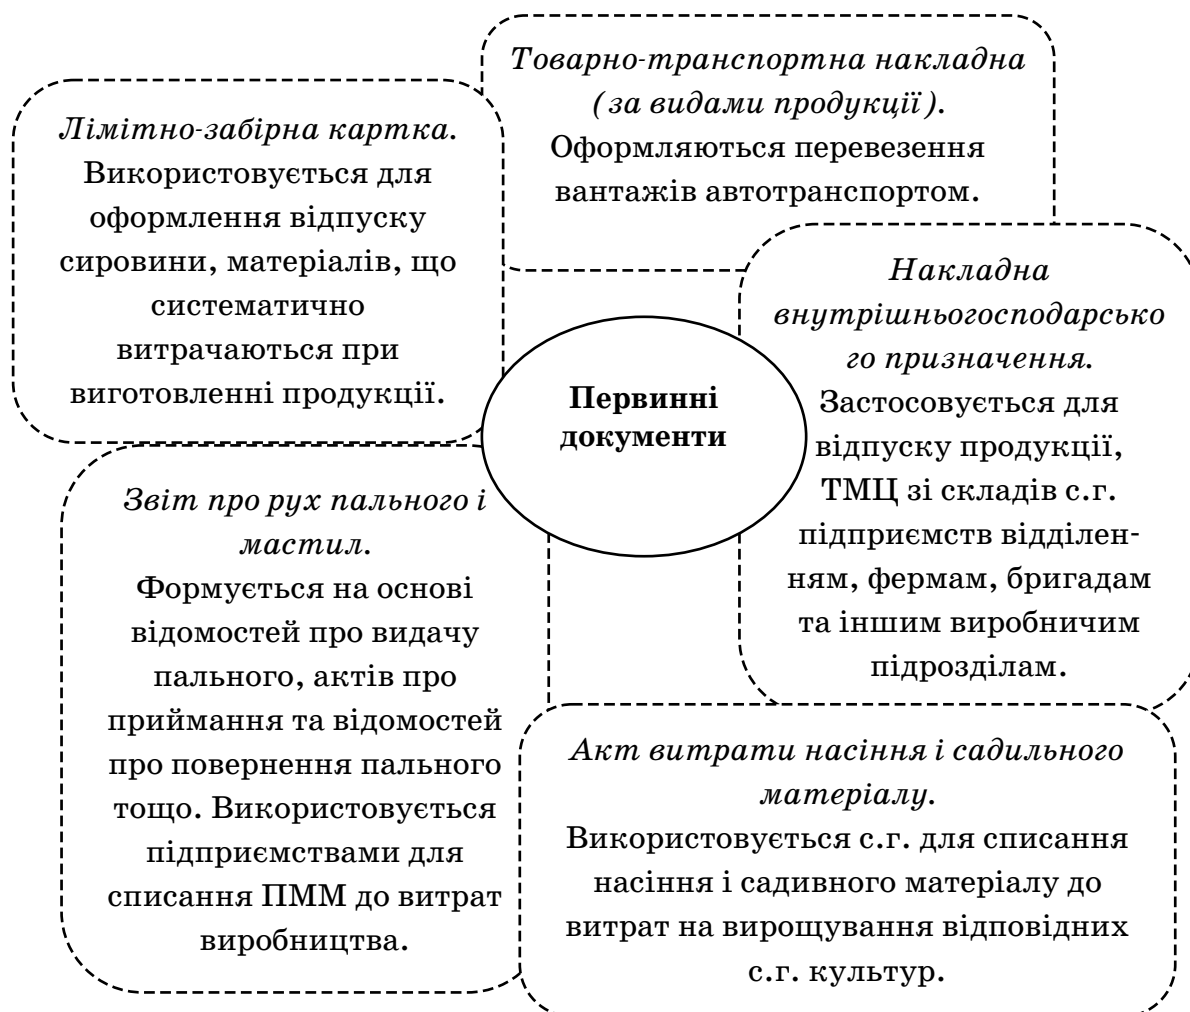 Товарно-транспортна накладна
(за видами продукції).
Оформляються перевезення
вантажів автотранспортом.
Лімітно-забірна картка.
Використовується для
оформлення відпуску
сировини, матеріалів, що
систематично
витрачаються при
виготовленні продукції.
Накладна
внутрішньогосподарсько
го призначення.
Застосовується для
відпуску продукції,
ТМЦ зі складів с.г.
підприємств відділен-
ням, фермам, бригадам
та іншим виробничим
підрозділам.
Первинні
документи
Звіт про рух пального і
мастил.
Формується на основі
відомостей про видачу
пального, актів про
приймання та відомостей
про повернення пального
тощо. Використовується
підприємствами для
списання ПММ до витрат
виробництва.
Акт витрати насіння і садильного
матеріалу.
Використовується с.г. для списання
насіння і садивного матеріалу до
витрат на вирощування відповідних
с.г. культур.